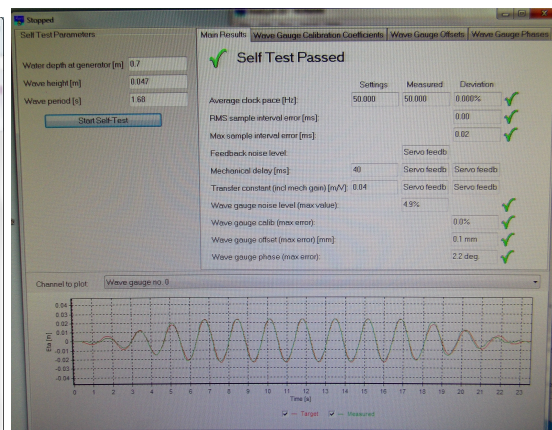 Stopped
Self Test Parameters
Water depth at generator [m] 0.7
Wave height [m] 0.047
Wave period [s] 1.68
Start Self-Test
Main Results Wave Gauge Calibration Coefficients Wave Gauge Offsets Wave Gauge Phases
Self Test Passed
Settings Measured Deviation
Average clock pace [Hz]: 50.000 50.000 0.000%
RMS sample interval error [ms]: 0.00
Max sample interval error [ms]: 0.02
Feedback noise level: Servo feedb
Mechanical delay [ms]: 40 Servo feedb Servo feedb
Transfer constant (incl mech gain) [m/V]: 0.04 Servo feedb Servo feedb
Wave gauge noise level (max value): 4.9%
Wave gauge calib (max error): 0.0%
Wave gauge offset (max error) [mm]: 0.1 mm
Wave gauge phase (max error): 2.2 deg.
Channel to plot: Wave gauge no. 0
0.04
0.03
0.02
0.01
0
-0.01
-0.02
-0.03
-0.04
Eta [m]
0 1 2 3 4 5 6 7 8 9 10 11 12 13 14 15 16 17 18 19 20 21 22 23
Time [s]
Target Measured